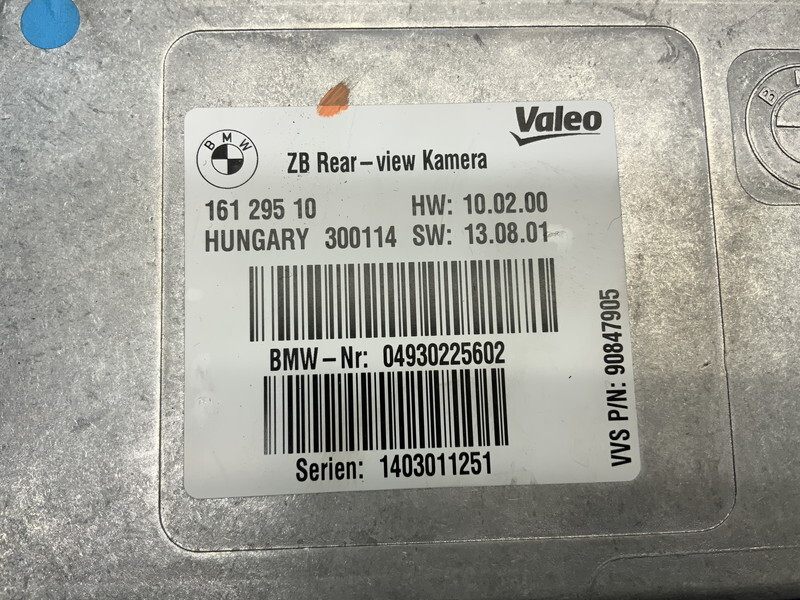 BMW
Valeo
ZB Rear-view Kamera
161 295 10 HW: 10.02.00
HUNGARY 300114 SW: 13.08.01
BMW-Nr: 04930225602
Serien: 1403011251
VVS P/N: 90847905
B